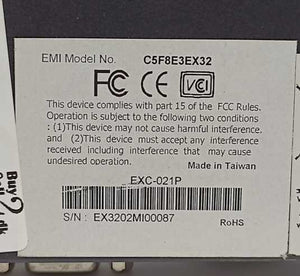 EMI Model No. C5F8E3EX32
FC CE VCI
This device complies with part 15 of the FCC Rules.
Operation is subject to the following two conditions
: (1)This device may not cause harmful interference.
and (2)This device must accept any interference
received including interference that may cause
undesired operation.
Made in Taiwan
EXC-021P
S/N : EX3202MI00087
RoHS
Buy